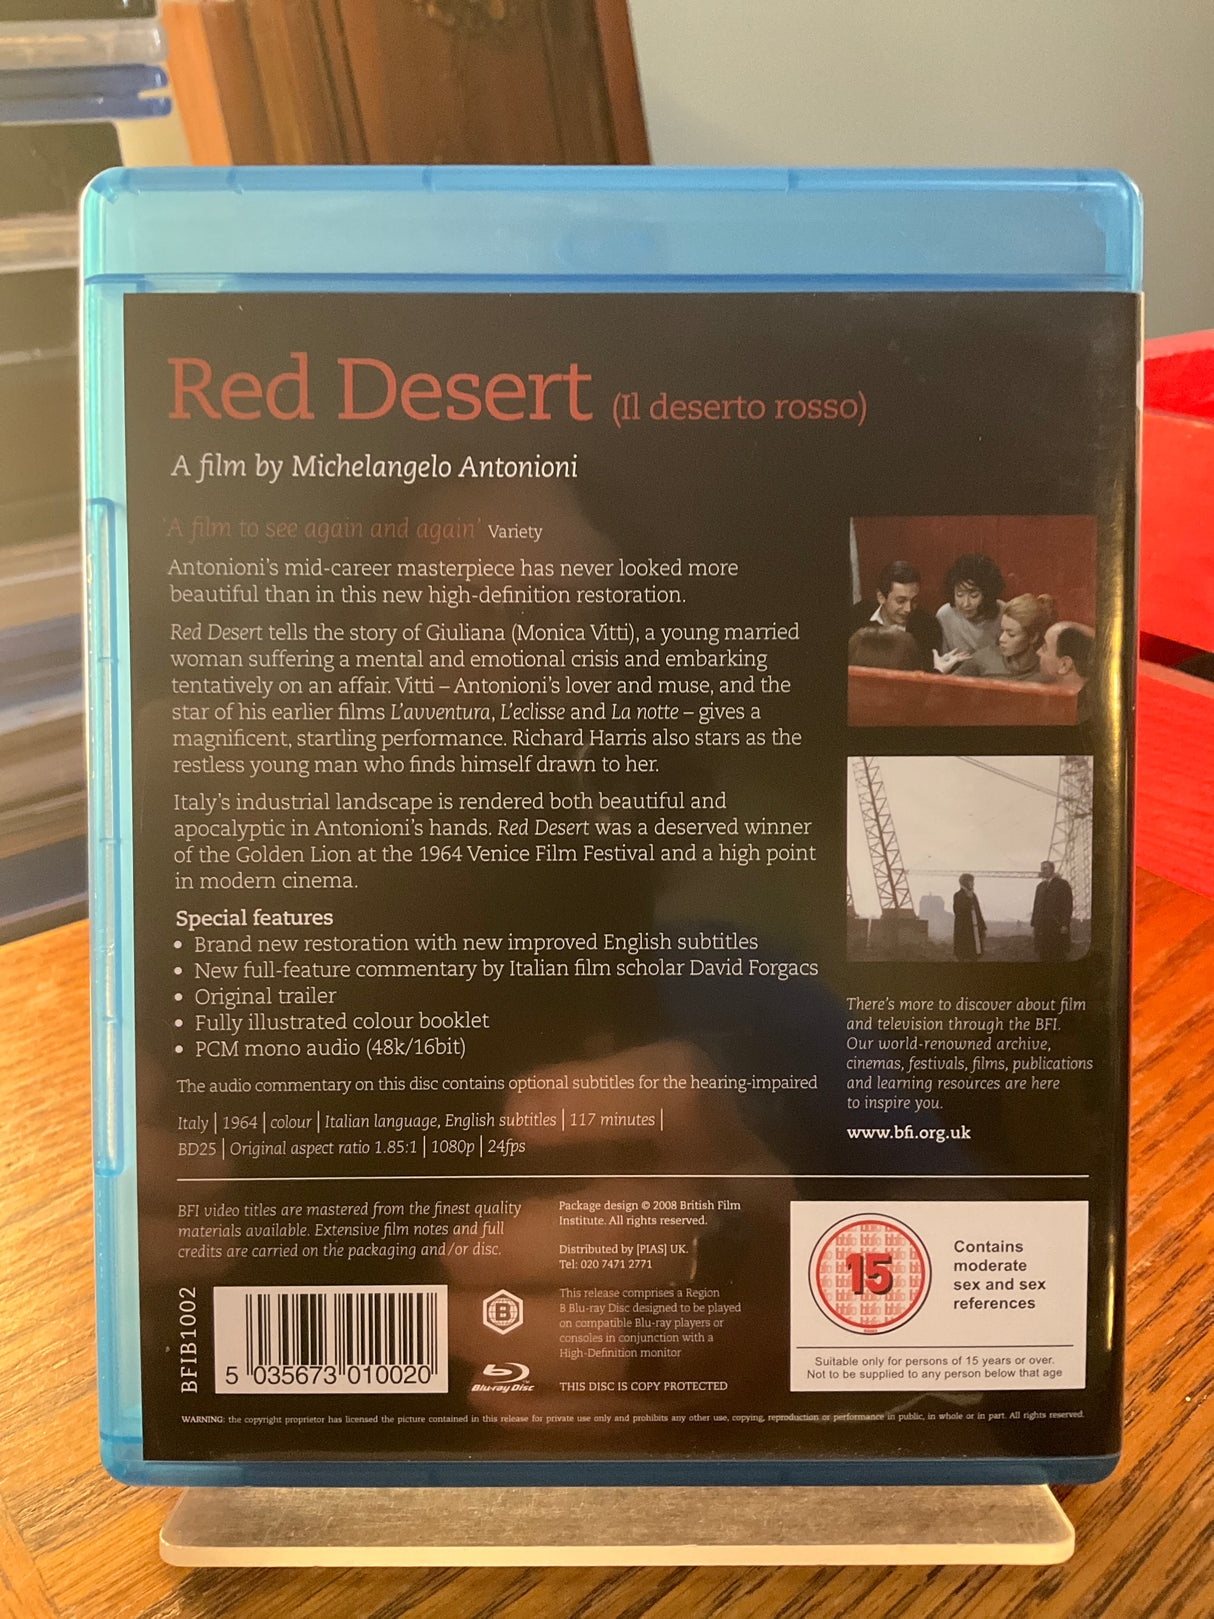 Red Desert (Il deserto rosso)
A film by Michelangelo Antonioni
'A film to see again and again' Variety
Antonioni's mid-career masterpiece has never looked more
beautiful than in this new high-definition restoration.
Red Desert tells the story of Giuliana (Monica Vitti), a young married
woman suffering a mental and emotional crisis and embarking
tentatively on an affair. Vitti – Antonioni's lover and muse, and the
star of his earlier films L'avventura, L'eclisse and La notte – gives a
magnificent, startling performance. Richard Harris also stars as the
restless young man who finds himself drawn to her.
Italy's industrial landscape is rendered both beautiful and
apocalyptic in Antonioni's hands. Red Desert was a deserved winner
of the Golden Lion at the 1964 Venice Film Festival and a high point
in modern cinema.
Special features
• Brand new restoration with new improved English subtitles
• New full-feature commentary by Italian film scholar David Forgacs
• Original trailer
• Fully illustrated colour booklet
• PCM mono audio (48k/16bit)
The audio commentary on this disc contains optional subtitles for the hearing-impaired
Italy | 1964 | colour | Italian language, English subtitles | 117 minutes |
BD25 | Original aspect ratio 1.85:1 | 1080p | 24fps
There's more to discover about film
and television through the BFI.
Our world-renowned archive,
cinemas, festivals, films, publications
and learning resources are here
to inspire you.
www.bfi.org.uk
BFI video titles are mastered from the finest quality
materials available. Extensive film notes and full
credits are carried on the packaging and/or disc.
Package design © 2008 British Film
Institute. All rights reserved.
Distributed by [PIAS] UK.
Tel: 020 7471 2771
This release comprises a Region
B Blu-ray Disc designed to be played
on compatible Blu-ray players or
consoles in conjunction with a
High-Definition monitor
THIS DISC IS COPY PROTECTED
BFIB1002
5 035673 010020
B
Blu-ray Disc
TM
bbfc
15
Contains
moderate
sex and sex
references
Suitable only for persons of 15 years or over.
Not to be supplied to any person below that age
WARNING: the copyright proprietor has licensed the picture contained in this release for private use only and prohibits any other use, copying, reproduction or performance in public, in whole or in part. All rights reserved.